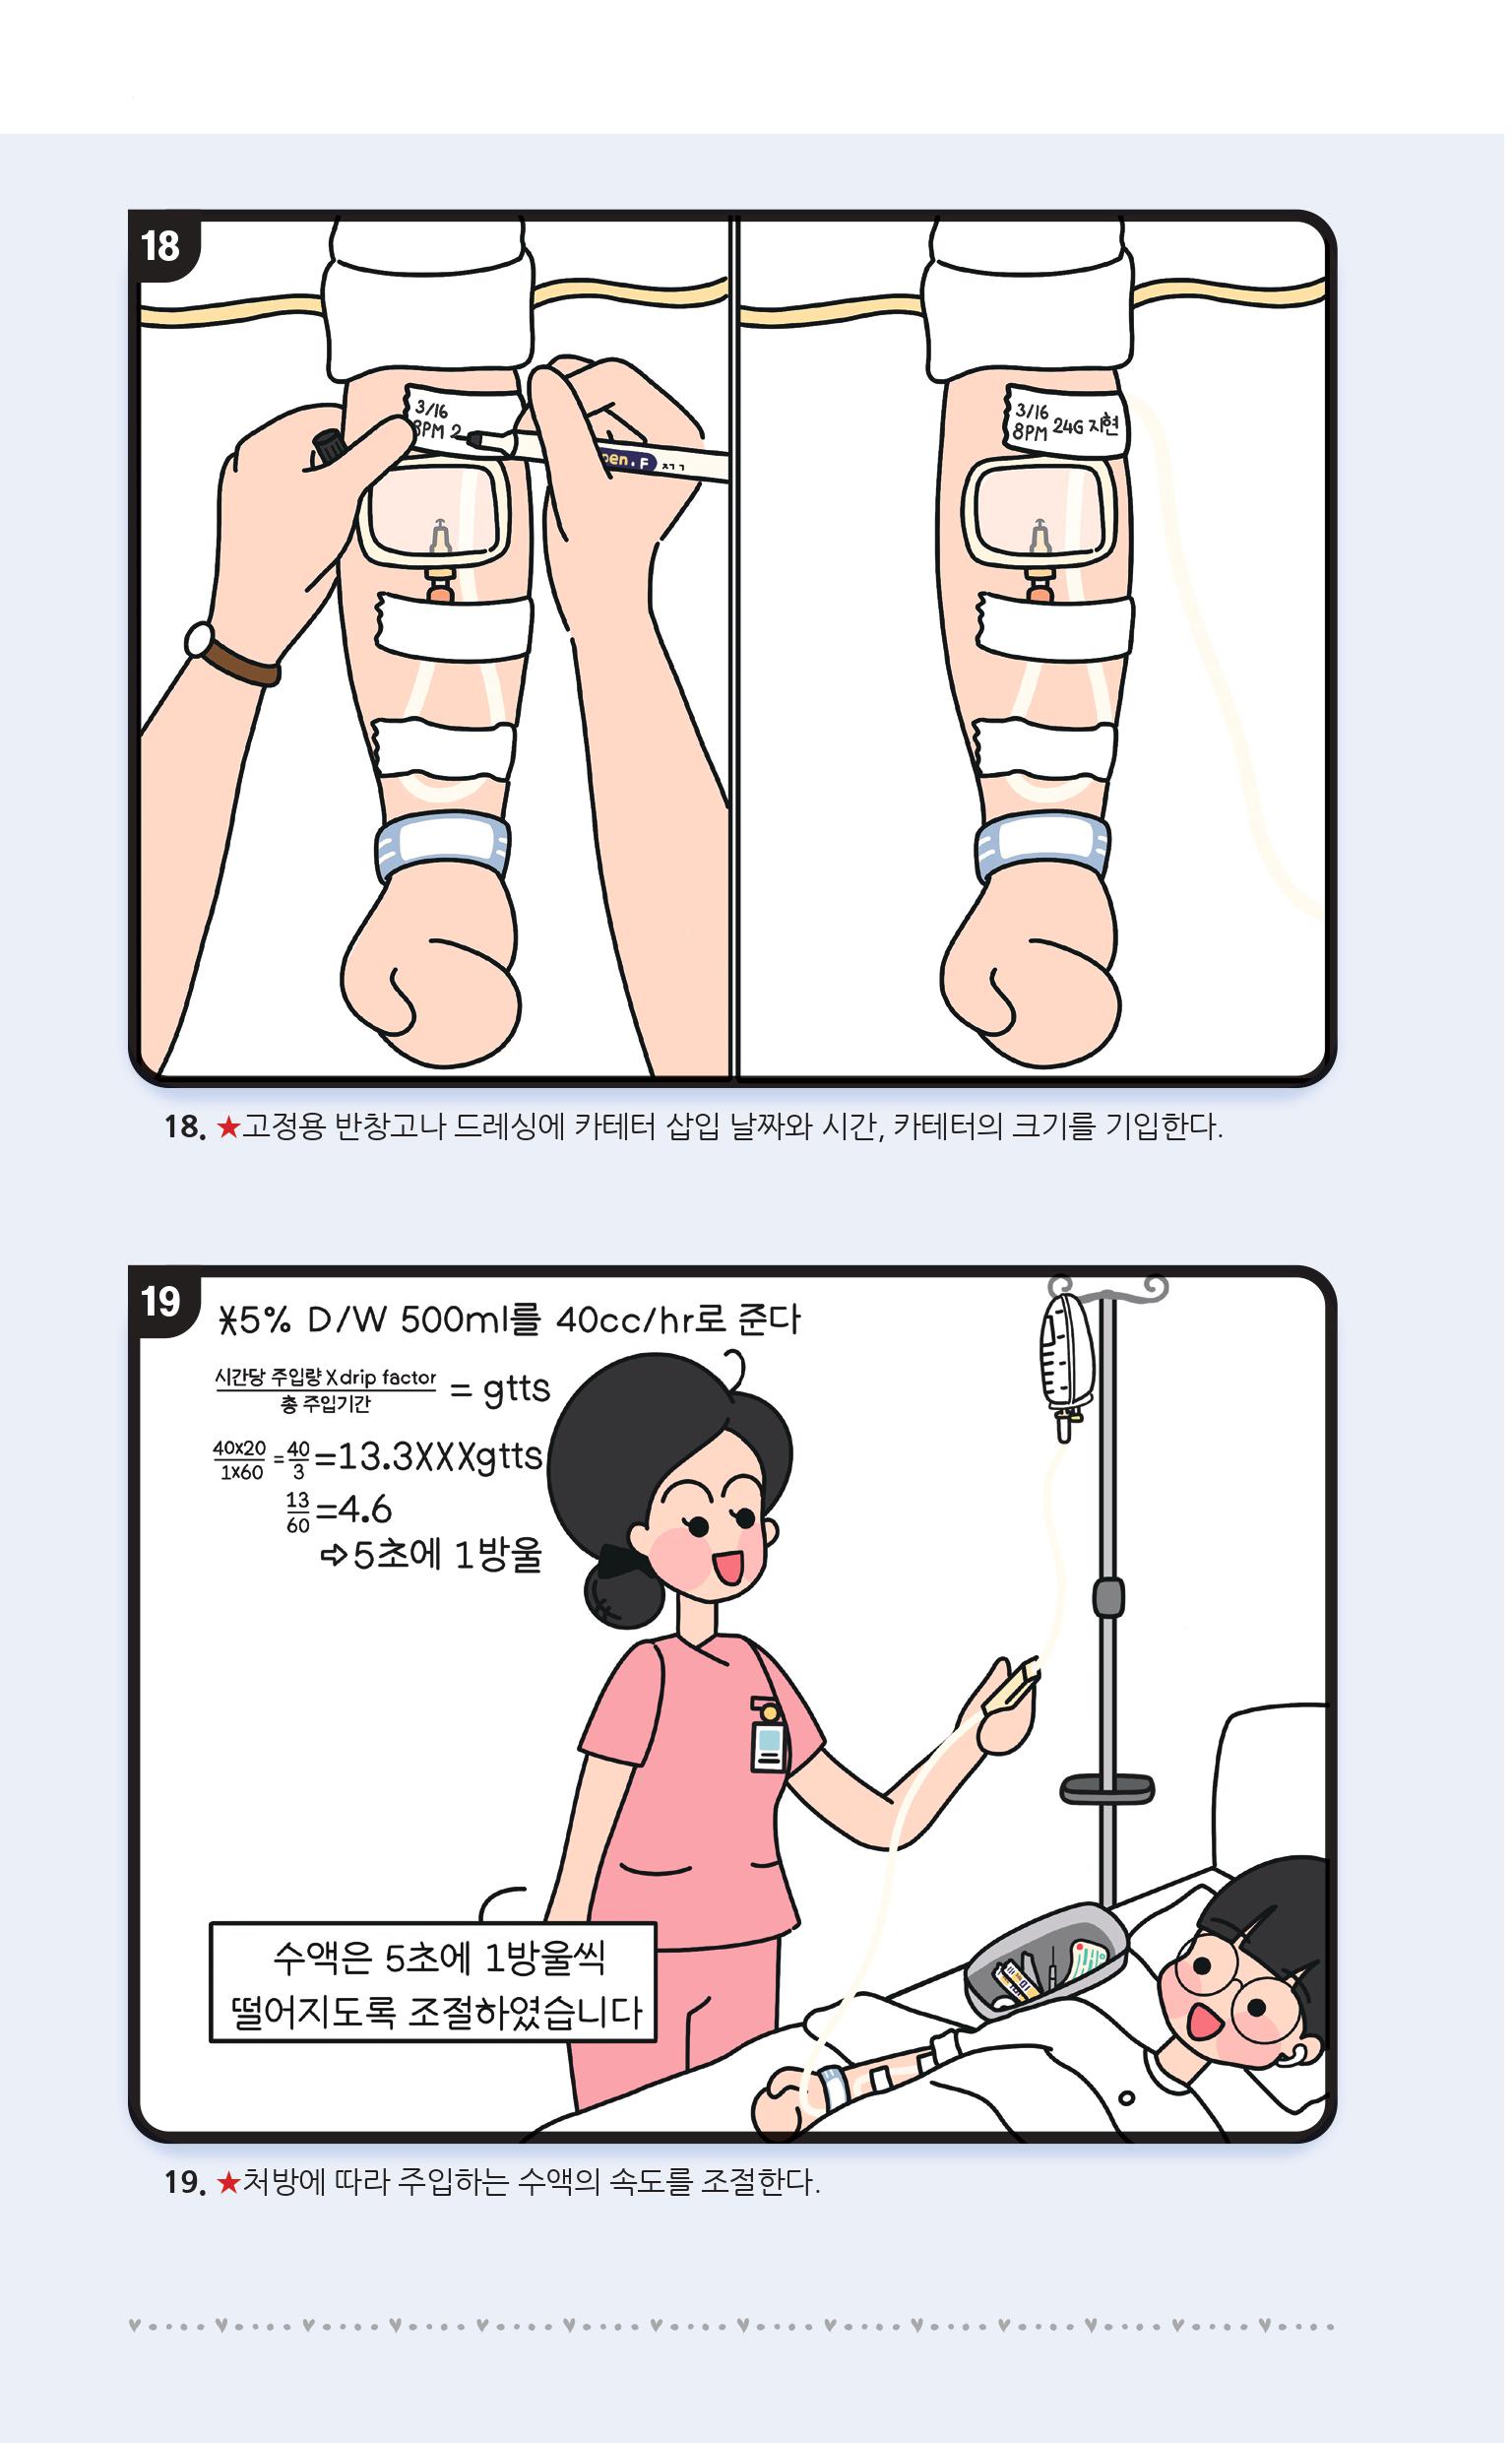 18
3/16
8PM 2
pen. F
3/16
8PM 24G 지현
18. ★고정용 반창고나 드레싱에 카테터 삽입 날짜와 시간, 카테터의 크기를 기입한다.
19
*5% D/W 500ml를 40cc/hr로 준다
시간당 주입량 X drip factor
총 주입기간
= gtts
40x20
1x60
=
40
3
=13.3XXXgtts
13
60
=4.6
⇨5초에 1방울
수액은 5초에 1방울씩
떨어지도록 조절하였습니다
19. ★처방에 따라 주입하는 수액의 속도를 조절한다.